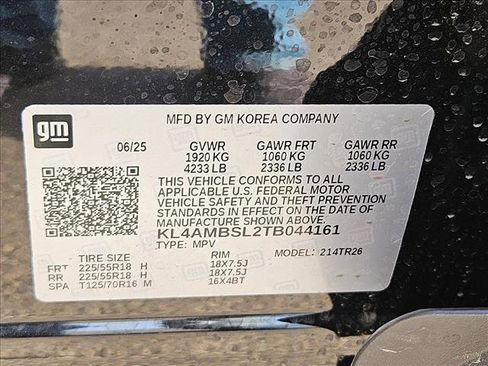 gm
MFD BY GM KOREA COMPANY
06/25 GVWR GAWR FRT GAWR RR
1920 KG 1060 KG 1060 KG
4233 LB 2336 LB 2336 LB
THIS VEHICLE CONFORMS TO ALL
APPLICABLE U.S. FEDERAL MOTOR
VEHICLE SAFETY AND THEFT PREVENTION
STANDARDS IN EFFECT ON THE DATE OF
MANUFACTURE SHOWN ABOVE.
KL4AMBSL2TB044161
TYPE: MPV MODEL: 214TR26
TIRE SIZE RIM
FRT 225/55R18 H 18X7.5J
RR 225/55R18 H 18X7.5J
SPA T125/70R16 M 16X4BT